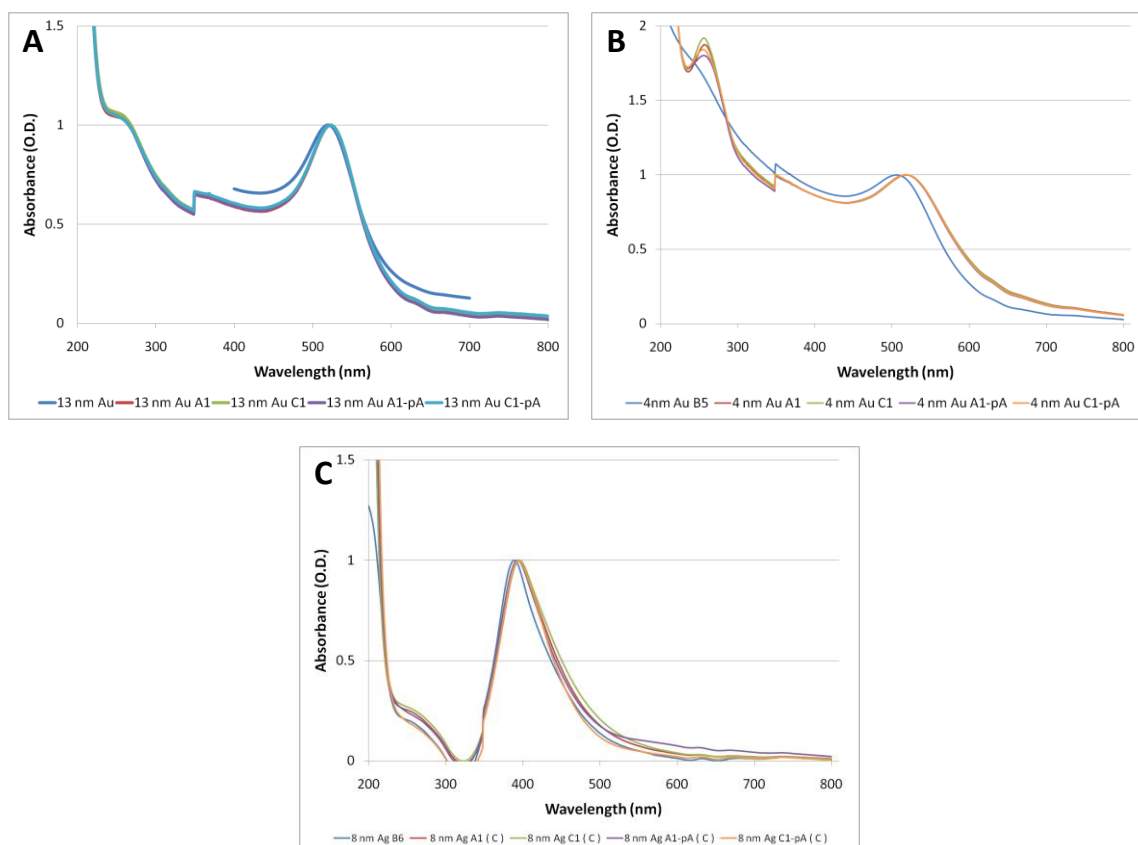 A
Absorbance (O.D.)
1.5
1
0.5
0
200 300 400 500 600 700 800
Wavelength (nm)
13 nm Au 13 nm Au A1 13 nm Au C1 13 nm Au A1-pA 13 nm Au C1-pA
B
Absorbance (O.D.)
2
1.5
1
0.5
0
200 300 400 500 600 700 800
Wavelength (nm)
4nm Au B5 4 nm Au A1 4 nm Au C1 4 nm Au A1-pA 4 nm Au C1-pA
C
Absorbance (O.D.)
1.5
1
0.5
0
200 300 400 500 600 700 800
Wavelength (nm)
8 nm Ag B6 8 nm Ag A1 ( C ) 8 nm Ag C1 ( C ) 8 nm Ag A1-pA ( C ) 8 nm Ag C1-pA ( C )